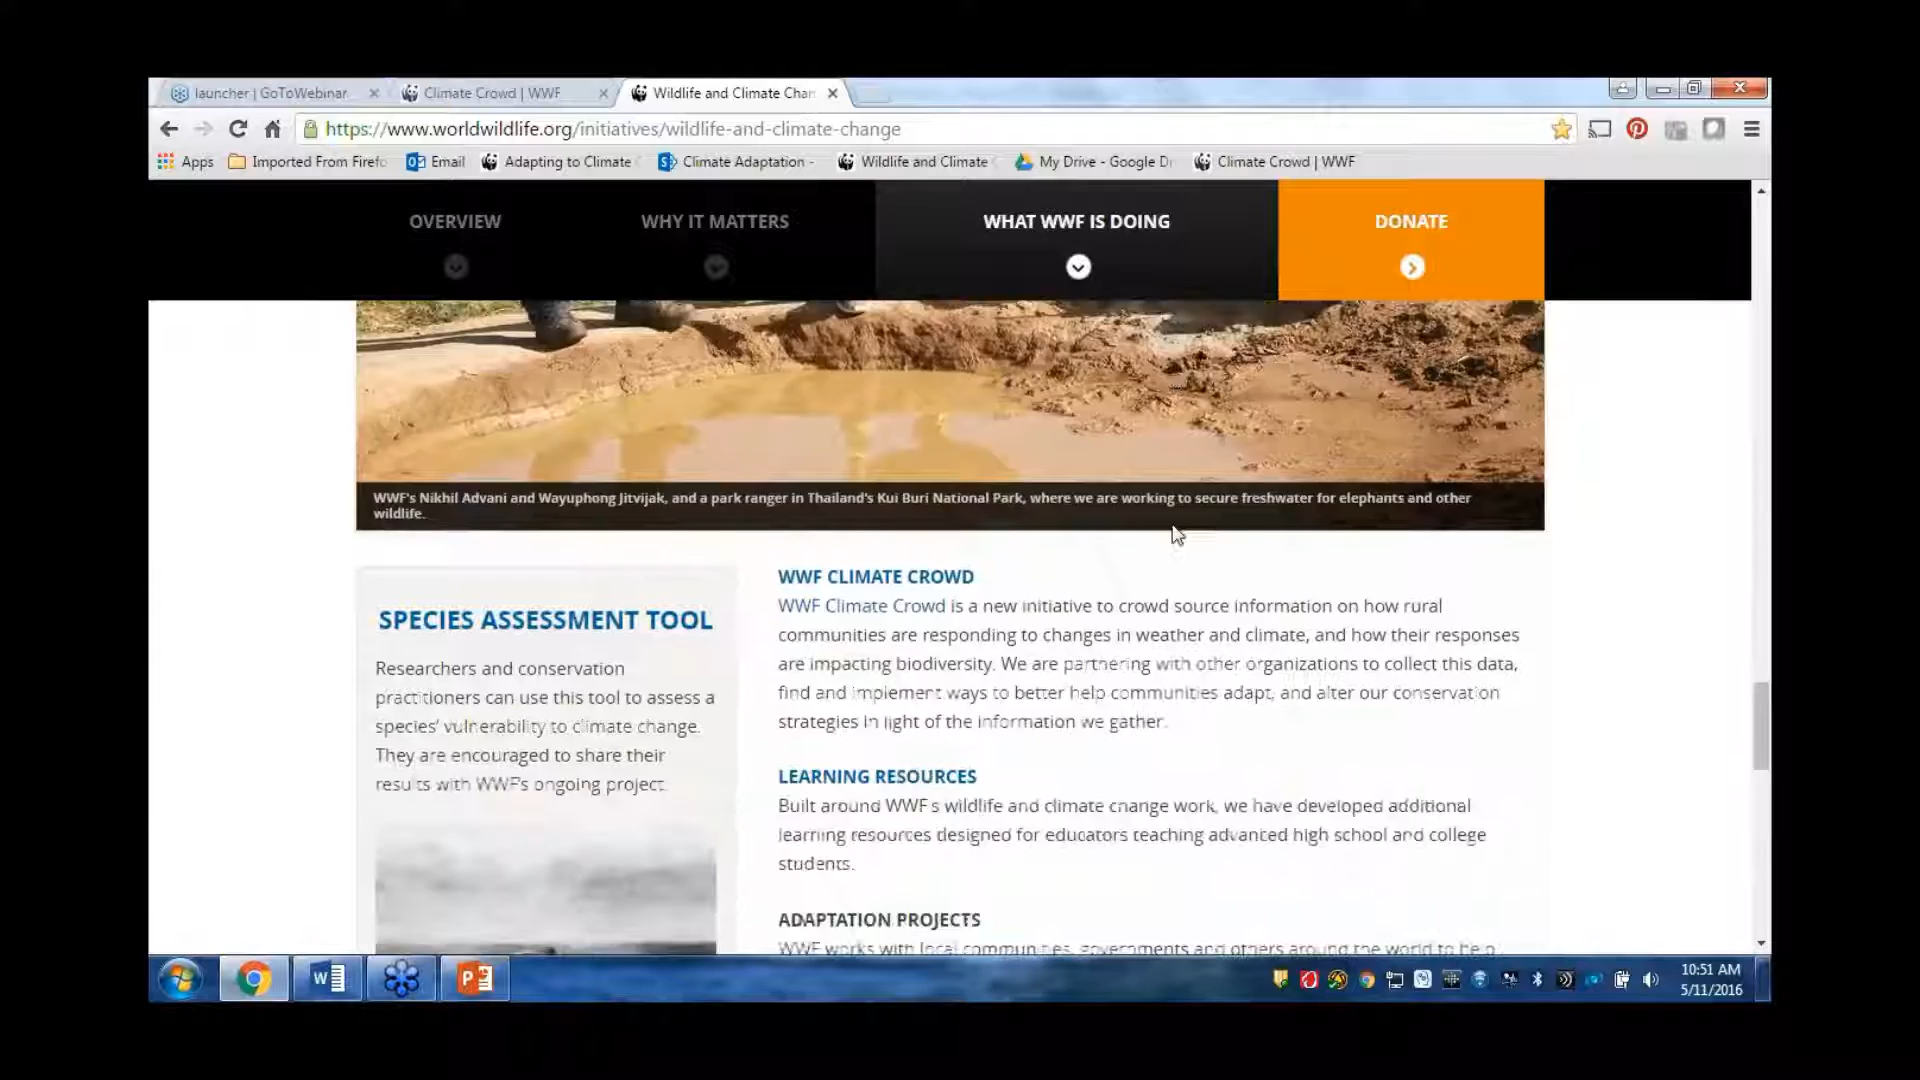 launcher | GoToWebinar
Climate Crowd | WWF
Wildlife and Climate Chan
https://www.worldwildlife.org/initiatives/wildlife-and-climate-change
Apps
Imported From Firefo
Email
Adapting to Climate
Climate Adaptation -
Wildlife and Climate
My Drive - Google D
Climate Crowd | WWF
OVERVIEW
WHY IT MATTERS
WHAT WWF IS DOING
DONATE
WWF's Nikhil Advani and Wayuphong Jitvijak, and a park ranger in Thailand's Kui Buri National Park, where we are working to secure freshwater for elephants and other
wildlife.
SPECIES ASSESSMENT TOOL
Researchers and conservation
practitioners can use this tool to assess a
species' vulnerability to climate change.
They are encouraged to share their
results with WWF's ongoing project.
WWF CLIMATE CROWD
WWF Climate Crowd is a new initiative to crowd source information on how rural
communities are responding to changes in weather and climate, and how their responses
are impacting biodiversity. We are partnering with other organizations to collect this data,
find and implement ways to better help communities adapt, and alter our conservation
strategies in light of the information we gather.
LEARNING RESOURCES
Built around WWF's wildlife and climate change work, we have developed additional
learning resources designed for educators teaching advanced high school and college
students.
ADAPTATION PROJECTS
WWF works with local communities, governments and others around the world to help
10:51 AM
5/11/2016